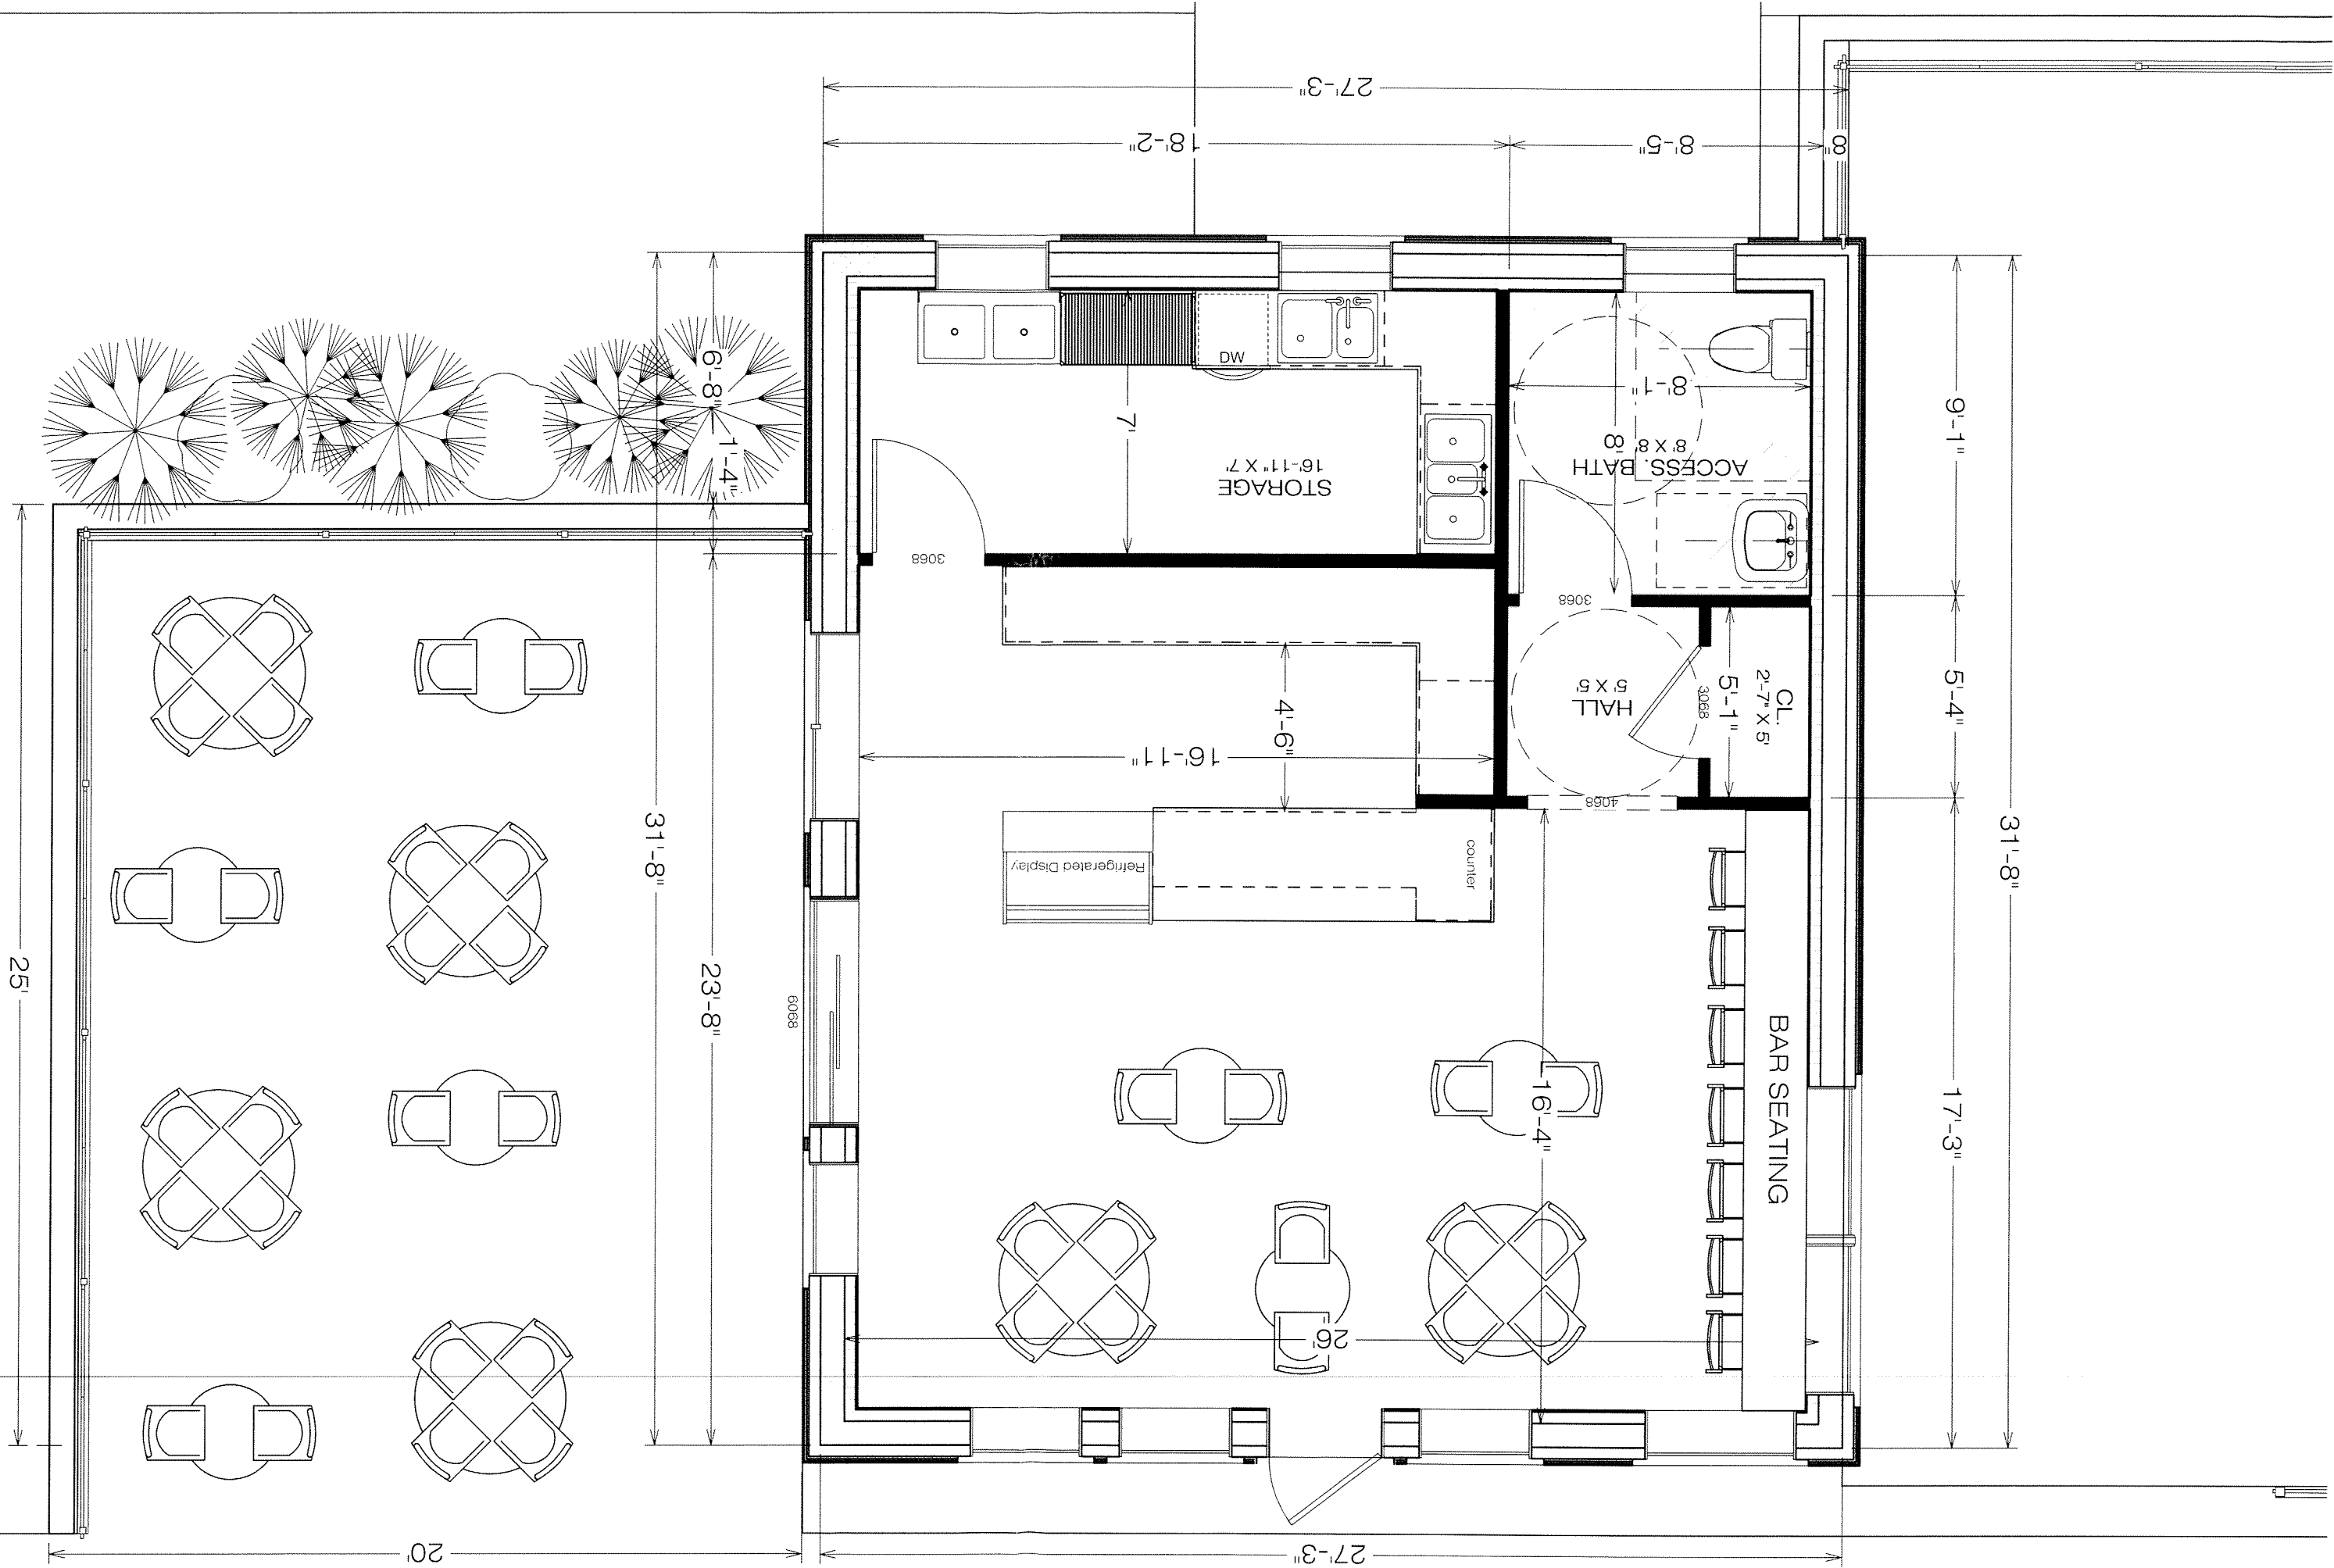 27'-3"
18'-2"
8'-5"
8"
6'-8"
1'-4"
7'
DW
STORAGE
16'-11" X 7'
3068
8'-1"
8'
ACCESS. BATH
8' X 8'
9'-1"
3068
HALL
5' X 5'
3068
5'-1"
CL.
2'-7" X 5'
5'-4"
4'-6"
16'-11"
4068
31'-8"
31'-8"
Refrigerated Display
counter
25'
23'-8"
6068
BAR SEATING
16'-4"
17'-3"
26'
20'
27'-3"